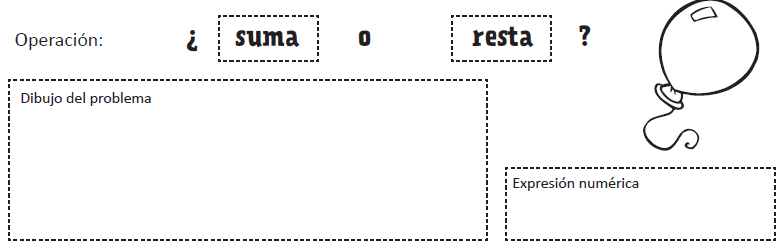 Operación: ¿ suma o resta ?
Dibujo del problema
Expresión numérica